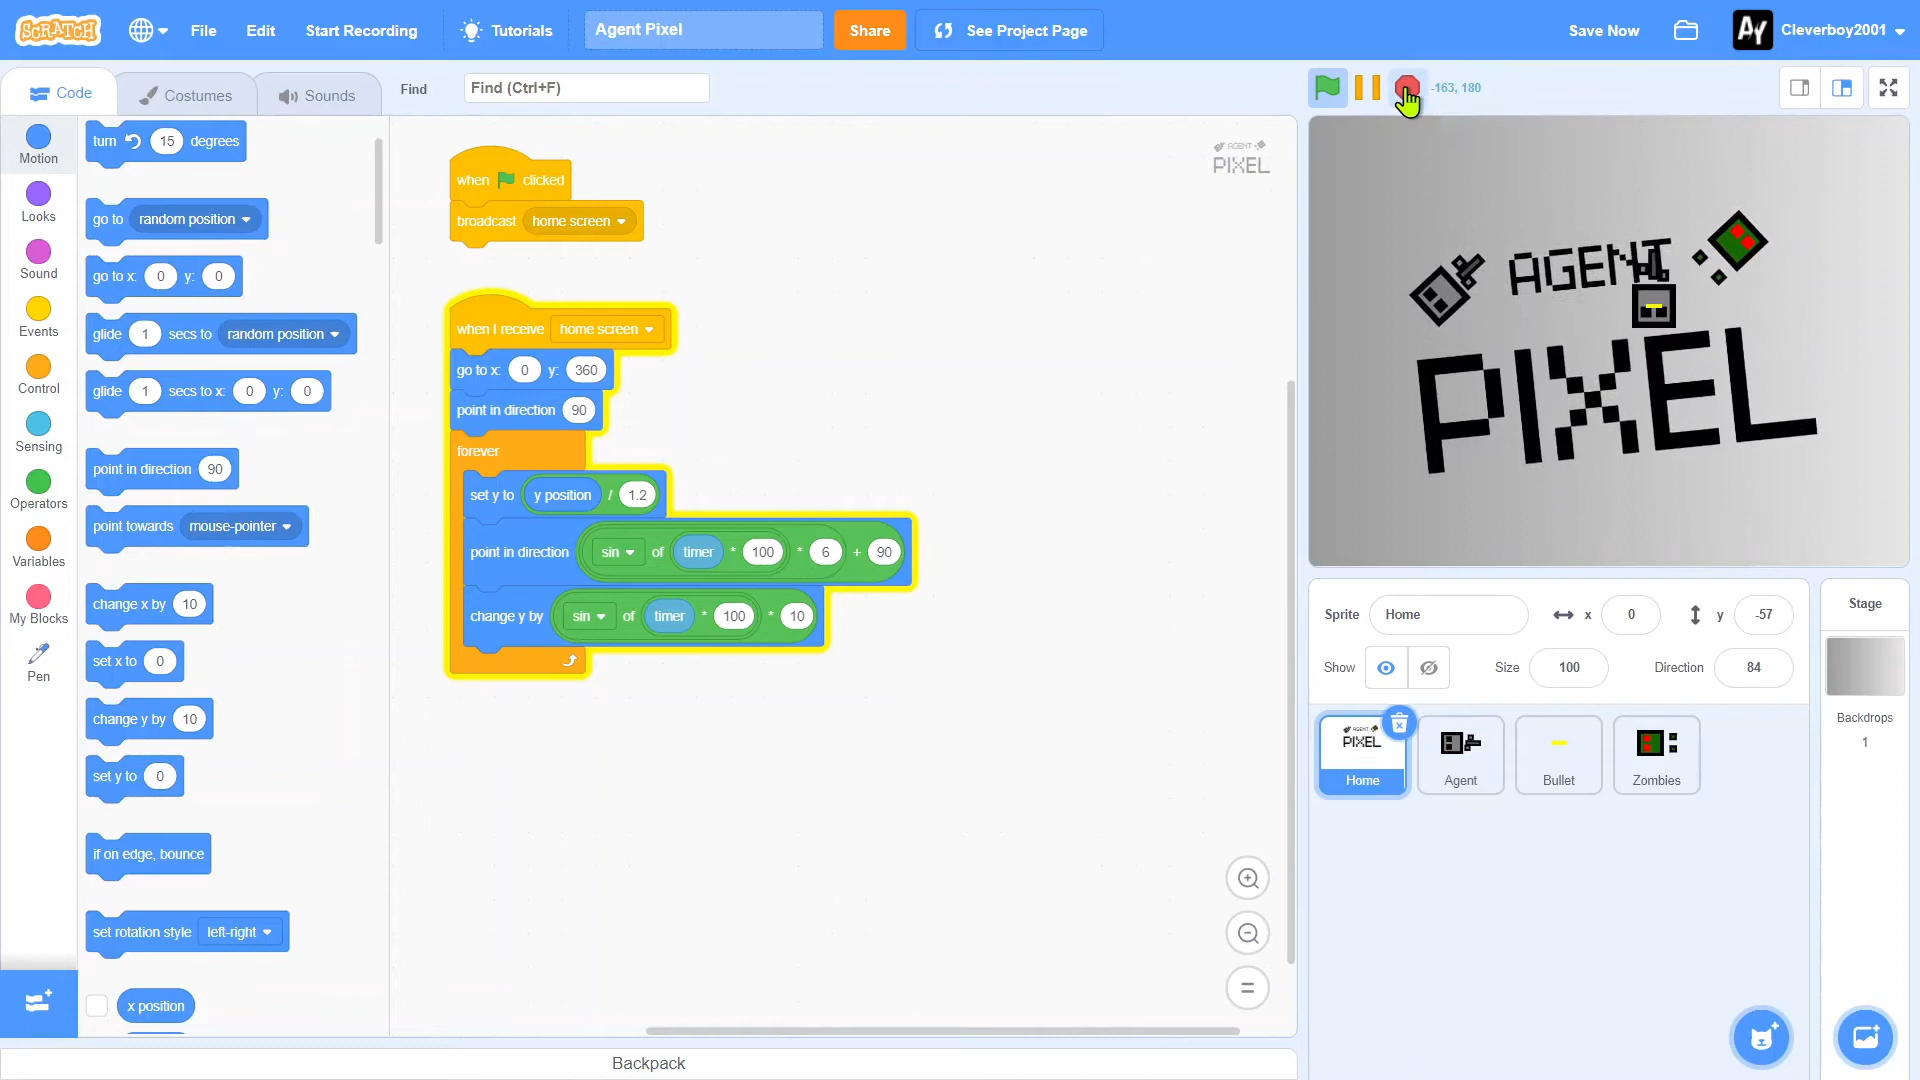 SCRATCH
File
Edit
Start Recording
Tutorials
Agent Pixel
Share
See Project Page
Save Now
Ay
Cleverboy2001
Code
Costumes
Sounds
Find
Find (Ctrl+F)
-163, 180
Motion
Looks
Sound
Events
Control
Sensing
Operators
Variables
My Blocks
Pen
turn 15 degrees
go to random position
go to x: 0 y: 0
glide 1 secs to random position
glide 1 secs to x: 0 y: 0
point in direction 90
point towards mouse-pointer
change x by 10
set x to 0
change y by 10
set y to 0
if on edge, bounce
set rotation style left-right
x position
when clicked
broadcast home screen
when I receive home screen
go to x: 0 y: 360
point in direction 90
forever
set y to y position / 1.2
point in direction sin of timer * 100 * 6 + 90
change y by sin of timer * 100 * 10
AGENT
PIXEL
Backpack
AGENT
PIXEL
Sprite Home x 0 y -57
Show Size 100 Direction 84
AGENT
PIXEL
Home
Agent
Bullet
Zombies
Stage
Backdrops
1